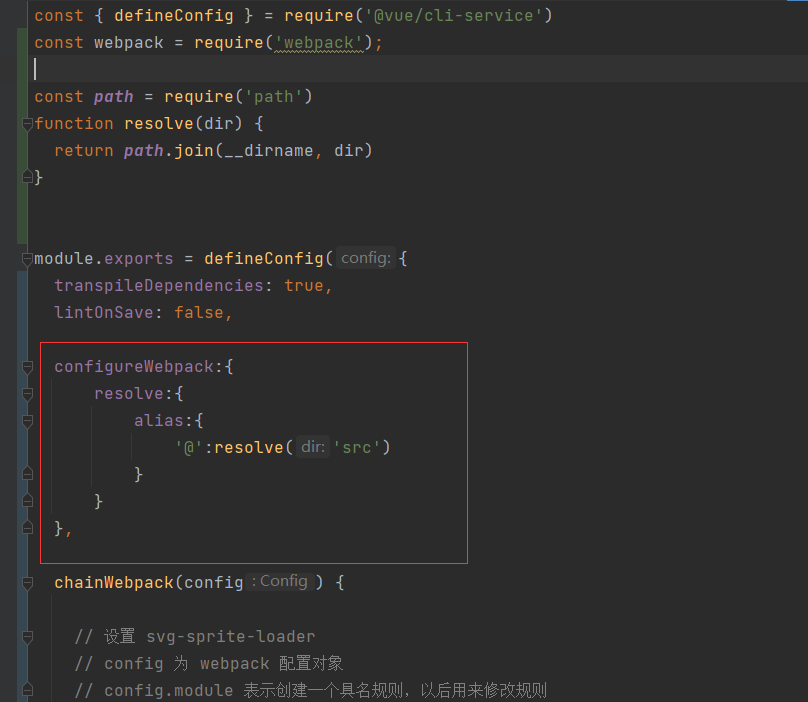 const { defineConfig } = require('@vue/cli-service')
const webpack = require('webpack');
const path = require('path')
function resolve(dir) {
  return path.join(__dirname, dir)
}
module.exports = defineConfig( config: {
  transpileDependencies: true,
  lintOnSave: false,
  configureWebpack:{
      resolve:{
          alias:{
              '@':resolve( dir: 'src')
          }
      }
  },
  chainWebpack(config : Config ) {
    // 设置 svg-sprite-loader
    // config 为 webpack 配置对象
    // config.module 表示创建一个具名规则，以后用来修改规则